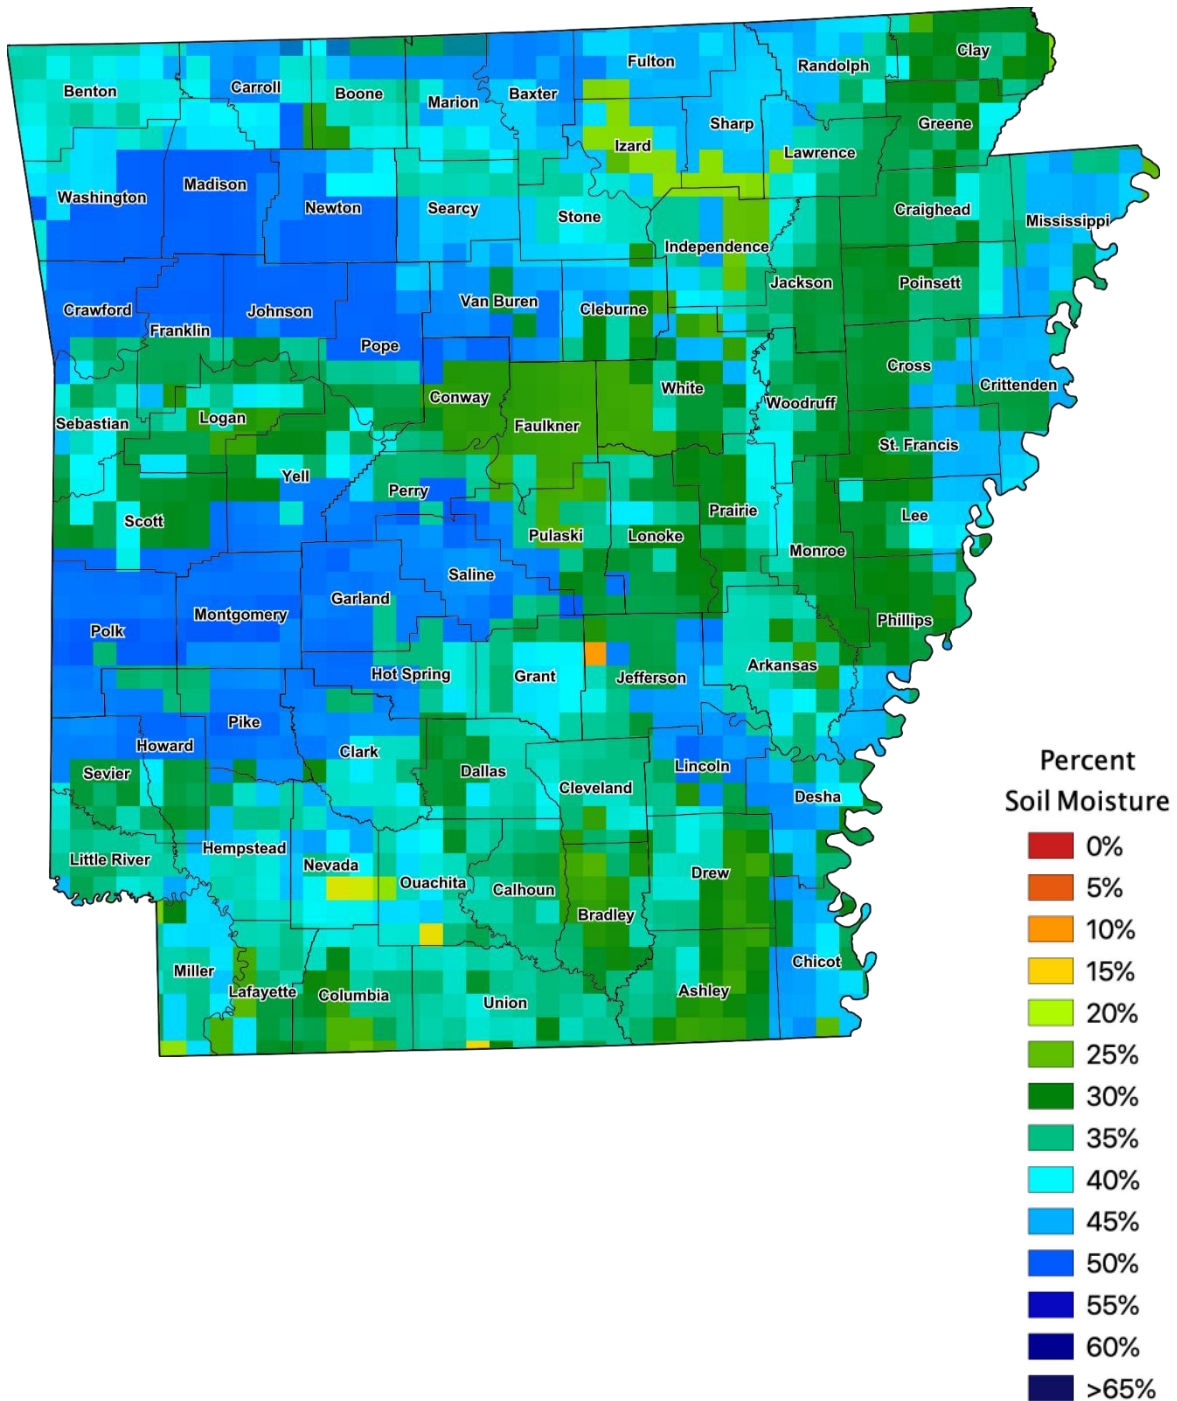 Clay
Fulton
Randolph
Carroll
Benton
Boone
Baxter
Marion
Sharp
Greene
Izard
Lawrence
Madison
Washington
Newton
Searcy
Stone
Craighead
Mississippi
Independence
Jackson
Poinsett
Van Buren
Crawford
Johnson
Cleburne
Franklin
Pope
Cross
Crittenden
White
Conway
Woodruff
Logan
Sebastian
Faulkner
St. Francis
Yell
Perry
Prairie
Lee
Scott
Pulaski
Lonoke
Monroe
Saline
Garland
Montgomery
Phillips
Polk
Arkansas
Hot Spring
Grant
Jefferson
Pike
Howard
Clark
Lincoln
Sevier
Dallas
Cleveland
Desha
Hempstead
Little River
Nevada
Drew
Ouachita
Calhoun
Bradley
Chicot
Miller
Lafayette
Columbia
Ashley
Union
Percent
Soil Moisture
0%
5%
10%
15%
20%
25%
30%
35%
40%
45%
50%
55%
60%
>65%